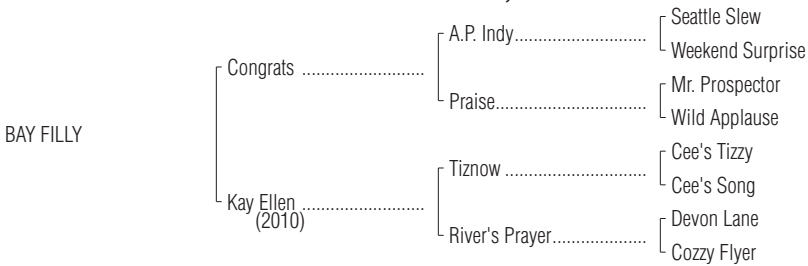 Seattle Slew
A.P. Indy............................
Weekend Surprise
Congrats ..........................
Mr. Prospector
Praise................................
Wild Applause
BAY FILLY
Cee's Tizzy
Tiznow ..............................
Cee's Song
Kay Ellen ..........................
(2010)
Devon Lane
River's Prayer....................
Cozzy Flyer